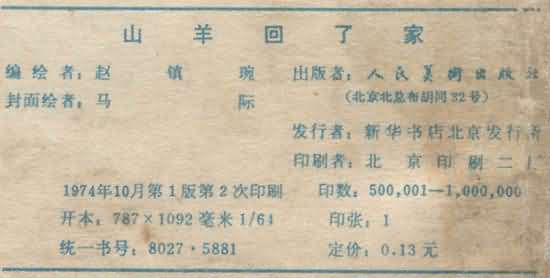 山羊回了家
编绘者：赵镇琬 出版者：人民美术出版社
封面绘者：马际 （北京北总布胡同32号）
发行者：新华书店北京发行所
印刷者：北京印刷二厂
1974年10月第1版第2次印刷 印数：500,001—1,000,000
开本：787×1092毫米1/64 印张：1
统一书号：8027·5881 定价：0.13元